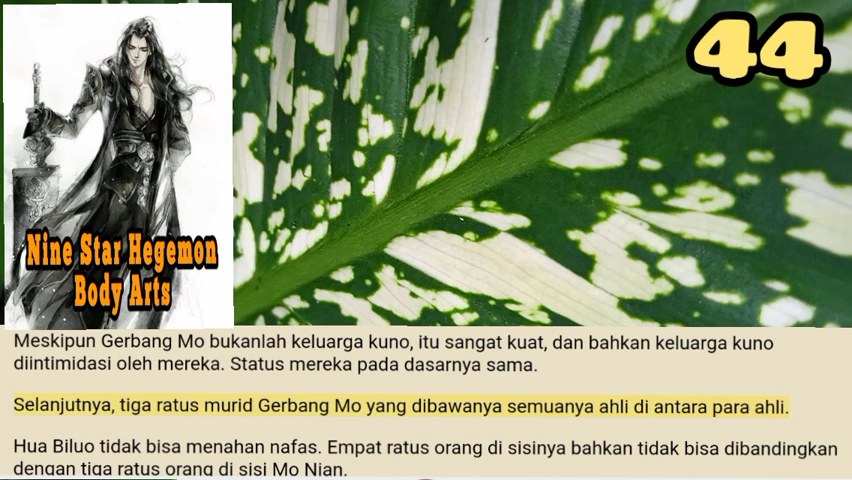 44
Nine Star Hegemon
Body Arts
Meskipun Gerbang Mo bukanlah keluarga kuno, itu sangat kuat, dan bahkan keluarga kuno
diintimidasi oleh mereka. Status mereka pada dasarnya sama.
Selanjutnya, tiga ratus murid Gerbang Mo yang dibawanya semuanya ahli di antara para ahli.
Hua Biluo tidak bisa menahan nafas. Empat ratus orang di sisinya bahkan tidak bisa dibandingkan
dengan tiga ratus orang di sisi Mo Nian.